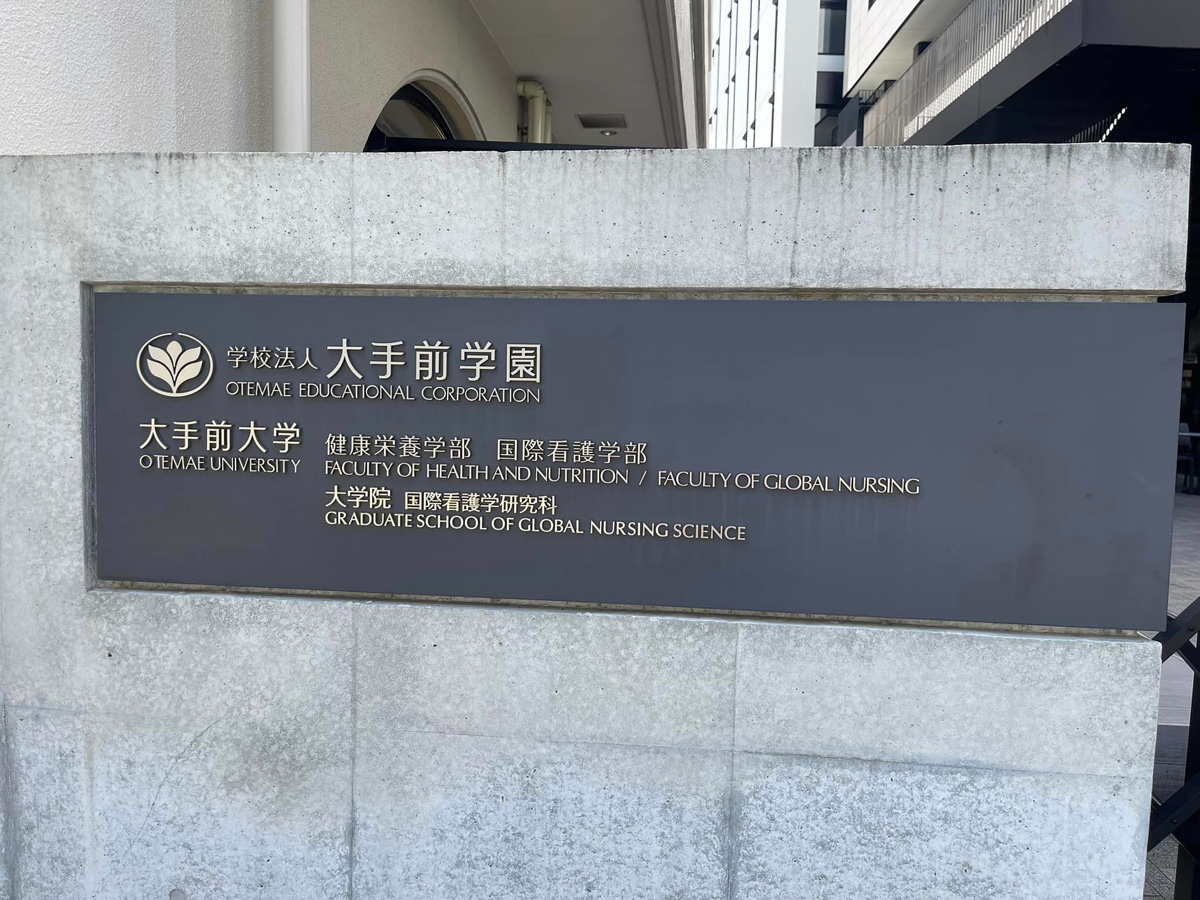 学校法人 大手前学園
OTEMAE EDUCATIONAL CORPORATION
大手前大学
OTEMAE UNIVERSITY
健康栄養学部 国際看護学部
FACULTY OF HEALTH AND NUTRITION / FACULTY OF GLOBAL NURSING
大学院 国際看護学研究科
GRADUATE SCHOOL OF GLOBAL NURSING SCIENCE